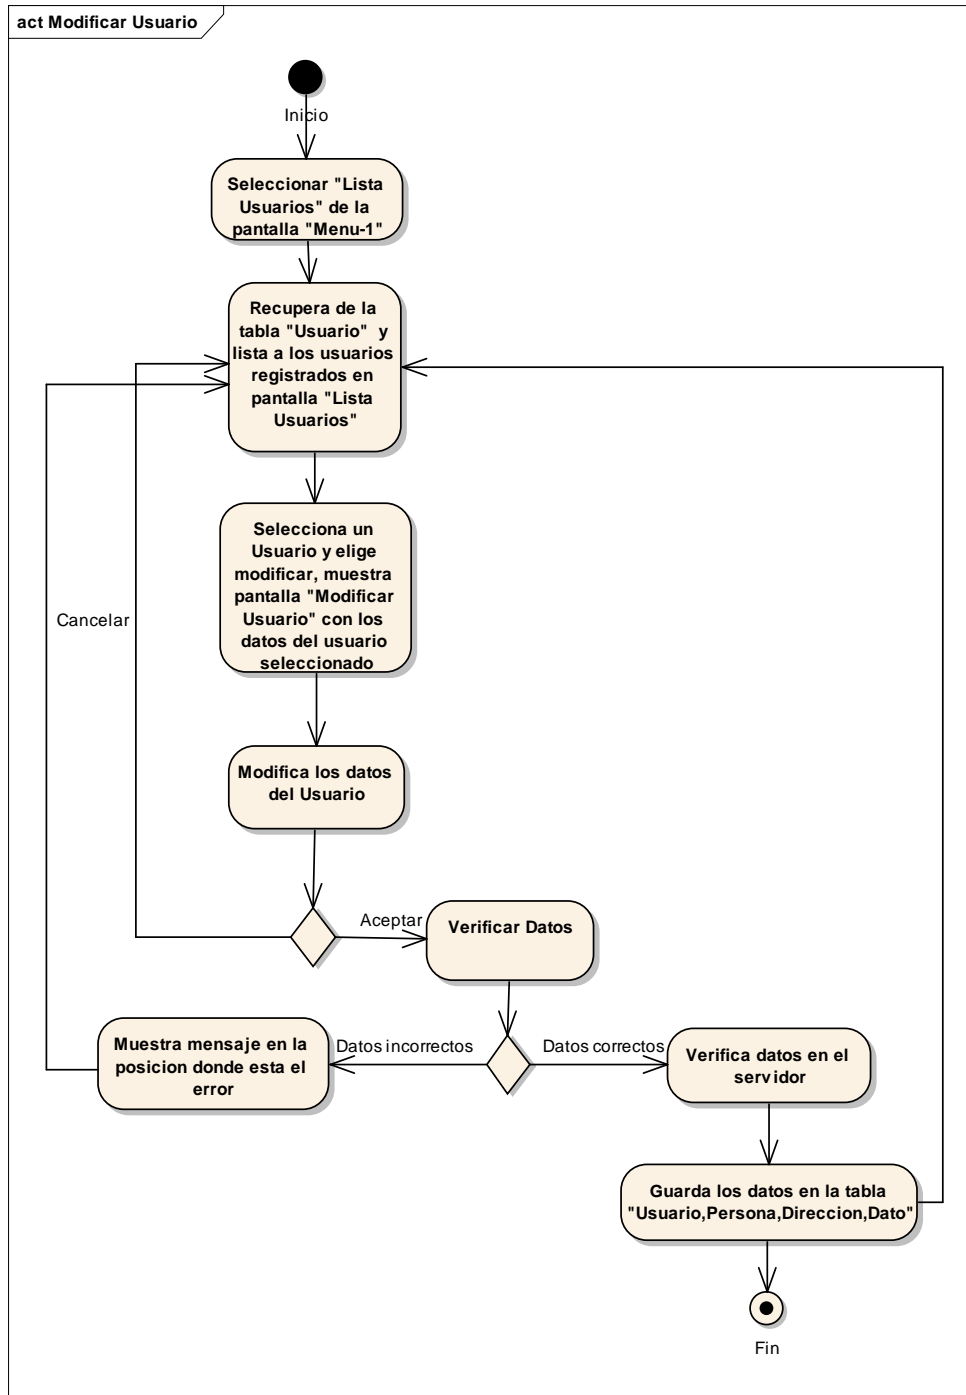 act Modificar Usuario
Inicio
Seleccionar "Lista
Usuarios" de la
pantalla "Menu-1"
Recupera de la
tabla "Usuario" y
lista a los usuarios
registrados en
pantalla "Lista
Usuarios"
Selecciona un
Usuario y elige
modificar, muestra
pantalla "Modificar
Usuario" con los
datos del usuario
seleccionado
Cancelar
Modifica los datos
del Usuario
Aceptar
Verificar Datos
Datos incorrectos
Datos correctos
Muestra mensaje en la
posicion donde esta el
error
Verifica datos en el
servidor
Guarda los datos en la tabla
"Usuario,Persona,Direccion,Dato"
Fin